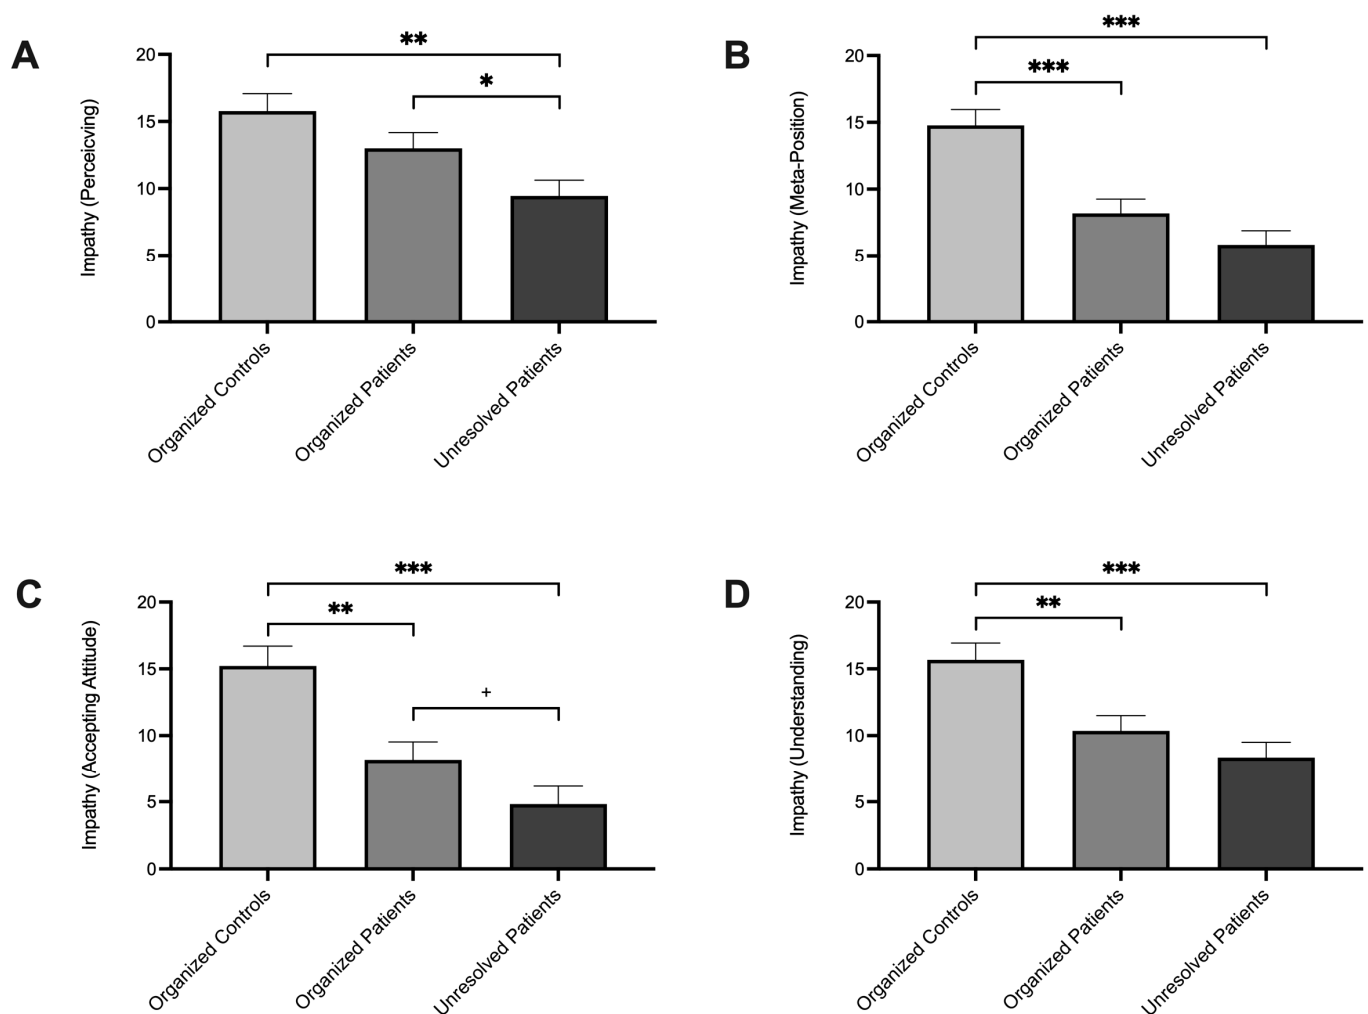 A
**
20
*
15
10
5
0
Impathy (Perceicving)
Organized Controls
Organized Patients
Unresolved Patients
B
***
20
***
15
10
5
0
Impathy (Meta-Position)
Organized Controls
Organized Patients
Unresolved Patients
C
***
20
**
15
+
10
5
0
Impathy (Accepting Attitude)
Organized Controls
Organized Patients
Unresolved Patients
D
***
20
**
15
10
5
0
Impathy (Understanding)
Organized Controls
Organized Patients
Unresolved Patients